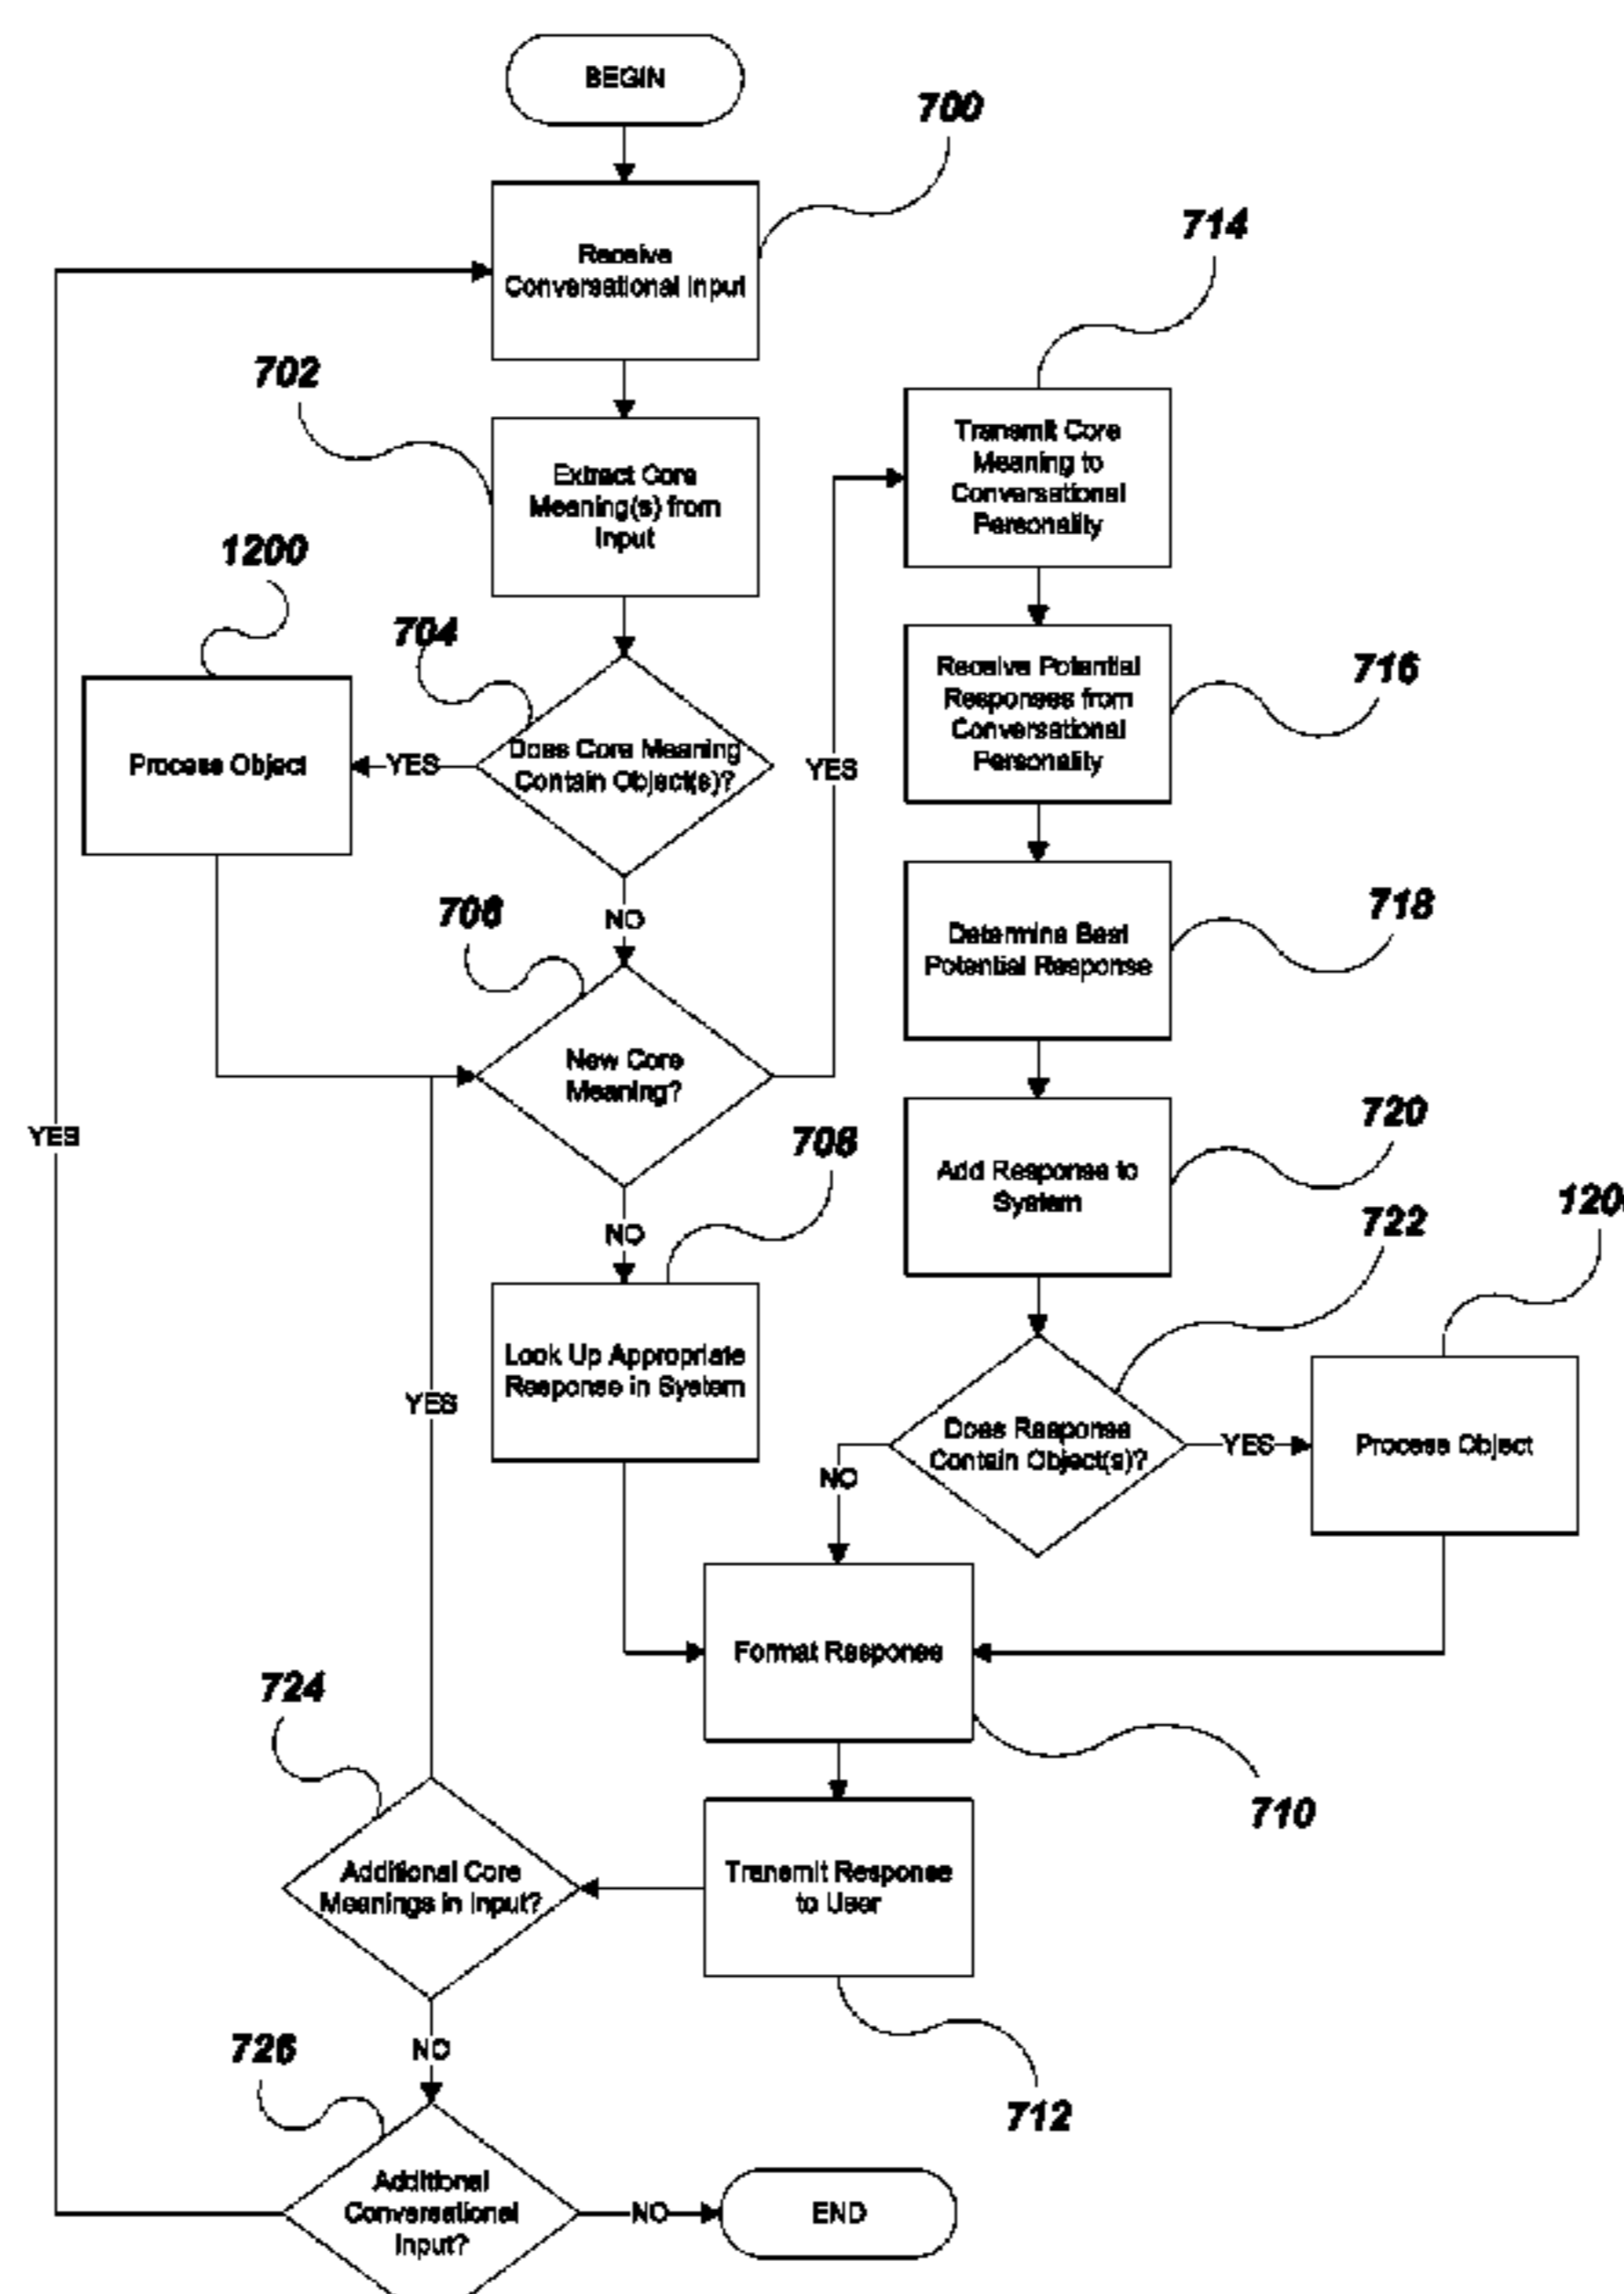 BEGIN
700
Receive
Conversational Input
714
702
Transmit Core
Meaning to
Conversational
Personality
Extract Core
Meaning(s) from
Input
1200
704
Receive Potential
Responses from
Conversational
Personality
716
Process Object
YES
Does Core Meaning
Contain Object(s)?
YES
706
NO
Determine Best
Potential Response
718
New Core
Meaning?
YES
708
Add Response to
System
720
NO
722
Look Up Appropriate
Response in System
YES
Does Response
Contain Object(s)?
YES
Process Object
NO
Format Response
724
710
Additional Core
Meanings in Input?
Transmit Response
to User
726
NO
712
Additional
Conversational
Input?
NO
END